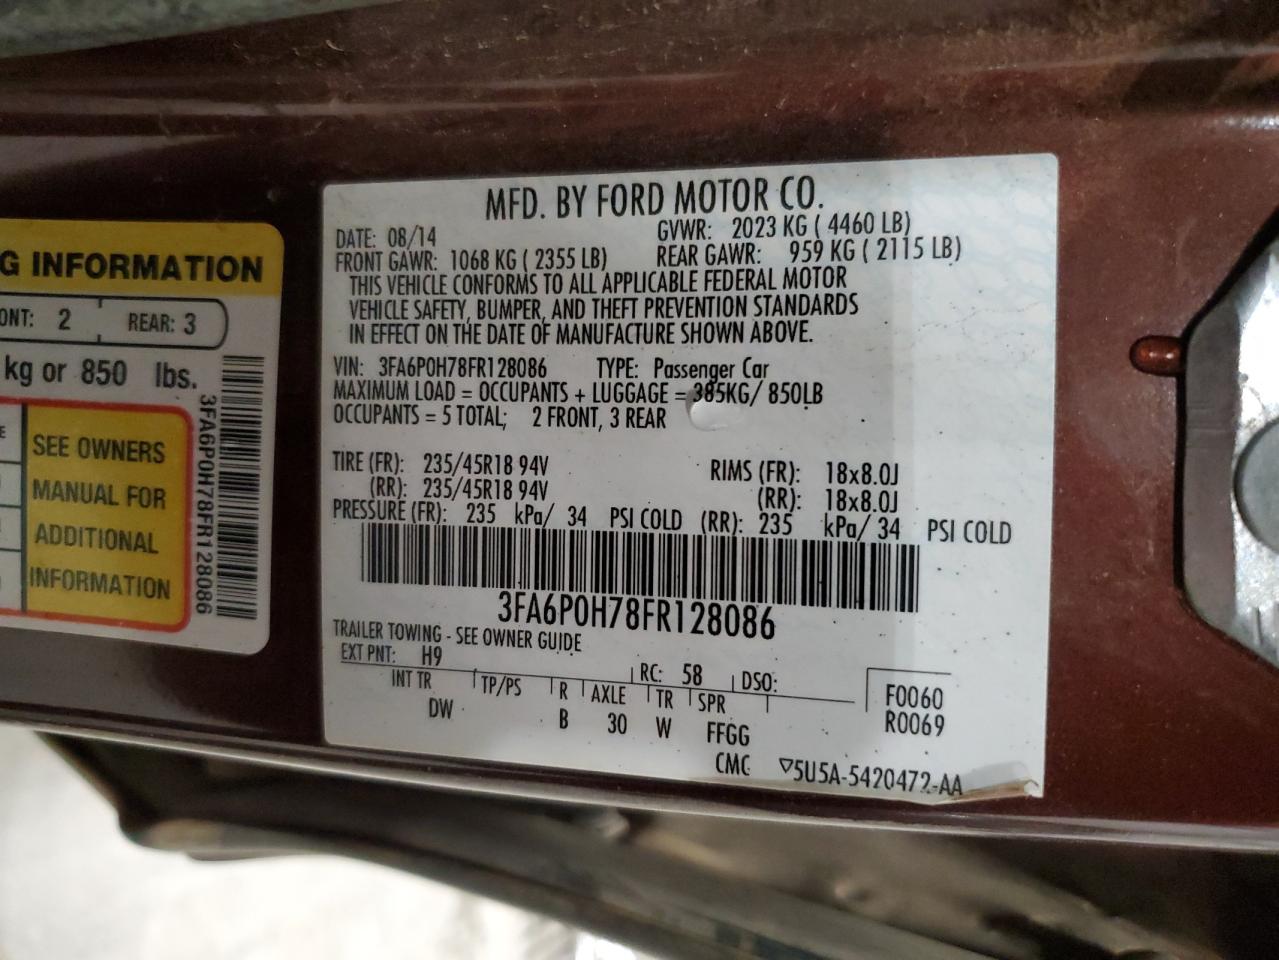 G INFORMATION
ONT: 2 REAR: 3
kg or 850 lbs.
SEE OWNERS
MANUAL FOR
ADDITIONAL
INFORMATION
3FA6P0H78FR128086
MFD. BY FORD MOTOR CO.
DATE: 08/14 GVWR: 2023 KG ( 4460 LB)
FRONT GAWR: 1068 KG ( 2355 LB) REAR GAWR: 959 KG ( 2115 LB)
THIS VEHICLE CONFORMS TO ALL APPLICABLE FEDERAL MOTOR
VEHICLE SAFETY, BUMPER, AND THEFT PREVENTION STANDARDS
IN EFFECT ON THE DATE OF MANUFACTURE SHOWN ABOVE.
VIN: 3FA6P0H78FR128086 TYPE: Passenger Car
MAXIMUM LOAD = OCCUPANTS + LUGGAGE = 385KG/ 850LB
OCCUPANTS = 5 TOTAL; 2 FRONT, 3 REAR
TIRE (FR): 235/45R18 94V RIMS (FR): 18x8.0J
(RR): 235/45R18 94V (RR): 18x8.0J
PRESSURE (FR): 235 kPa/ 34 PSI COLD (RR): 235 kPa/ 34 PSI COLD
3FA6P0H78FR128086
TRAILER TOWING - SEE OWNER GUIDE
EXT PNT: H9 RC: 58 DSO:
INT TR TP/PS R AXLE TR SPR F0060
DW B 30 W FFGG R0069
CMC ▽5U5A-5420472-AA